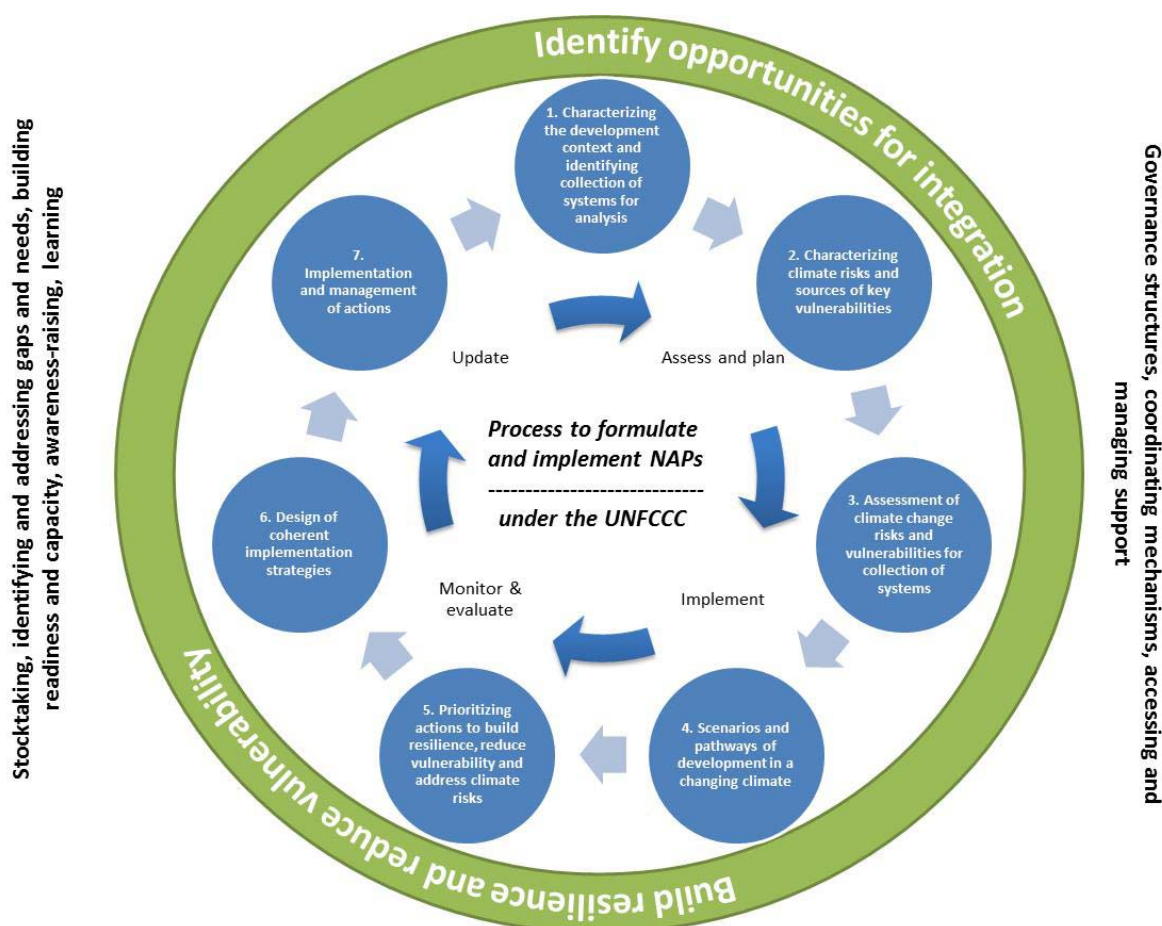 Identify opportunities for integration
Build resilience and reduce vulnerability
Stocktaking, identifying and addressing gaps and needs, building
readiness and capacity, awareness-raising, learning
Governance structures, coordinating mechanisms, accessing and
managing support
1. Characterizing
the development
context and
identifying
collection of
systems for
analysis
2. Characterizing
climate risks and
sources of key
vulnerabilities
3. Assessment of
climate change
risks and
vulnerabilities for
collection of
systems
4. Scenarios and
pathways of
development in a
changing climate
5. Prioritizing
actions to build
resilience, reduce
vulnerability and
address climate
risks
6. Design of
coherent
implementation
strategies
7.
Implementation
and management
of actions
Update
Assess and plan
Process to formulate
and implement NAPs
-------------------------------
under the UNFCCC
Monitor &
evaluate
Implement